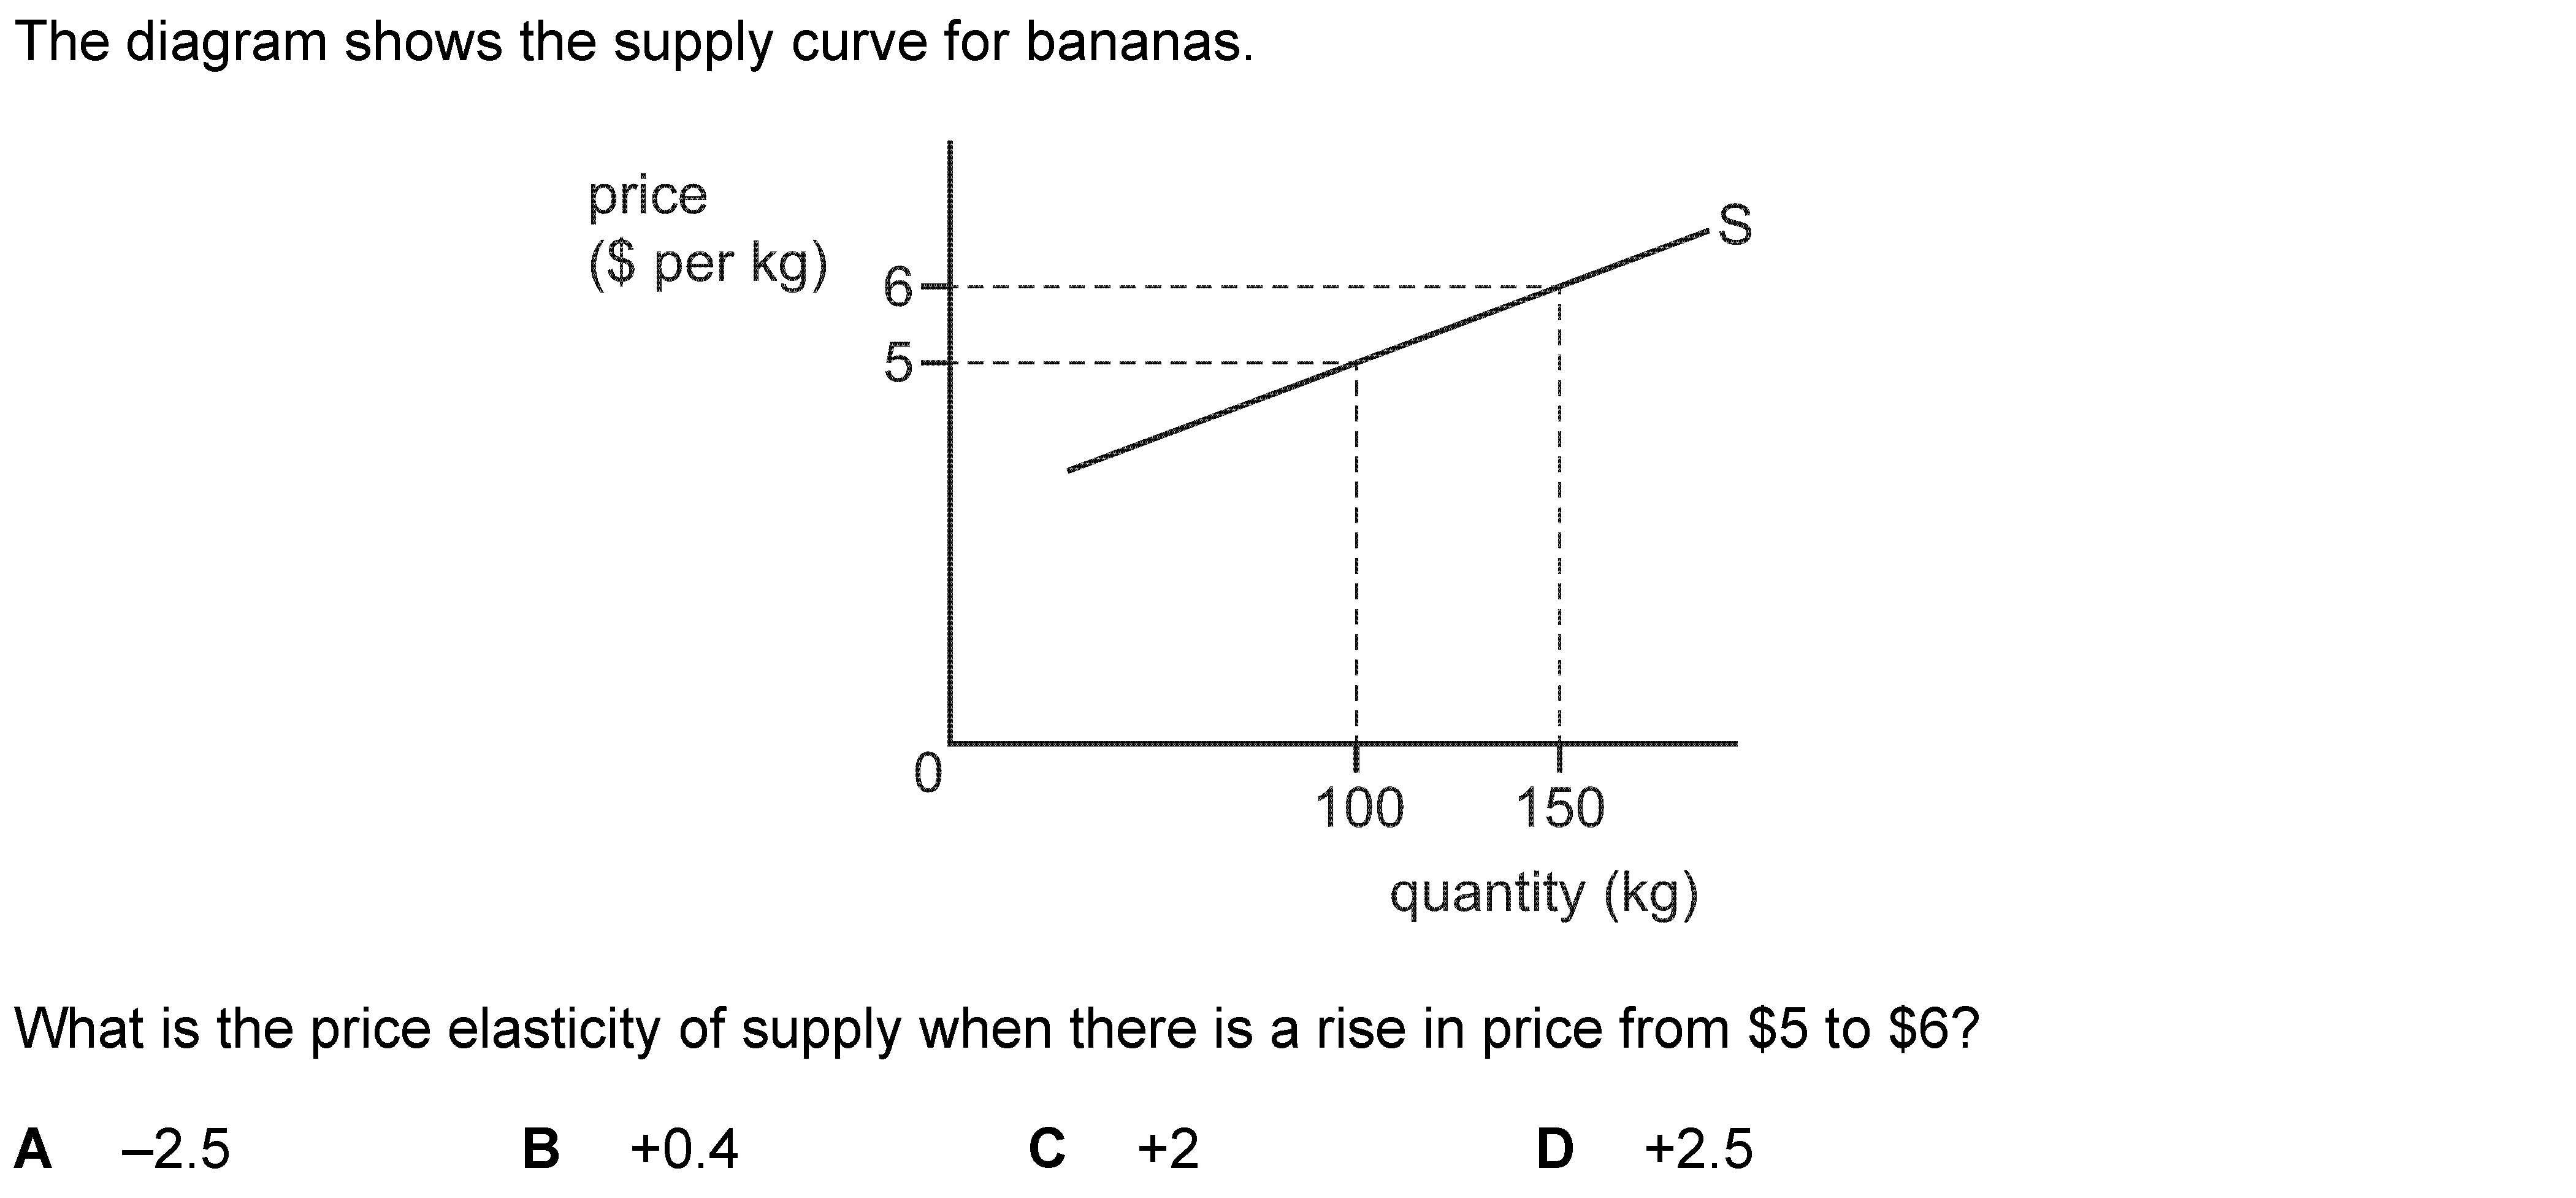 The diagram shows the supply curve for bananas.
price
($ per kg)
S
6
5
0
100 150
quantity (kg)
What is the price elasticity of supply when there is a rise in price from $5 to $6?
A –2.5 B +0.4 C +2 D +2.5